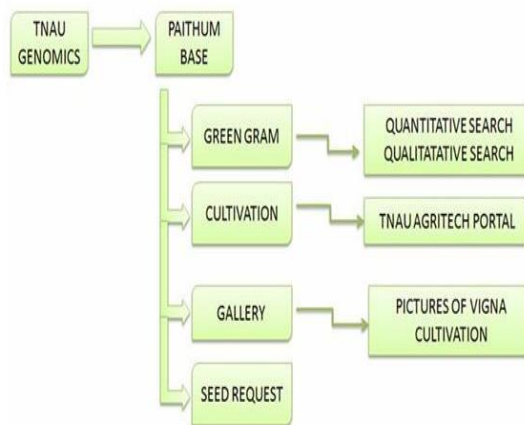 TNAU
GENOMICS
PAITHUM
BASE
GREEN GRAM
QUANTITATIVE SEARCH
QUALITATATIVE SEARCH
CULTIVATION
TNAU AGRITECH PORTAL
GALLERY
PICTURES OF VIGNA
CULTIVATION
SEED REQUEST